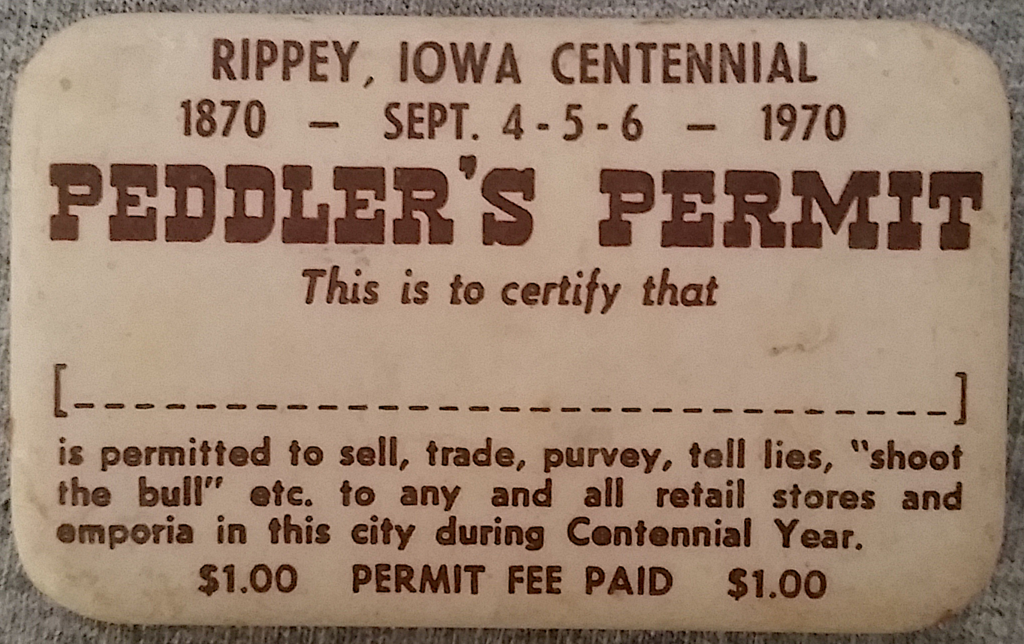 RIPPEY, IOWA CENTENNIAL
1870 – SEPT. 4-5-6 – 1970
PEDDLER'S PERMIT
This is to certify that
[_ _ _ _ _ _ _ _ _ _ _ _ _ _ _ _ _ _ _ _ _ _ _ _ _ _ _ _ _]
is permitted to sell, trade, purvey, tell lies, "shoot
the bull" etc. to any and all retail stores and
emporia in this city during Centennial Year.
$1.00 PERMIT FEE PAID $1.00